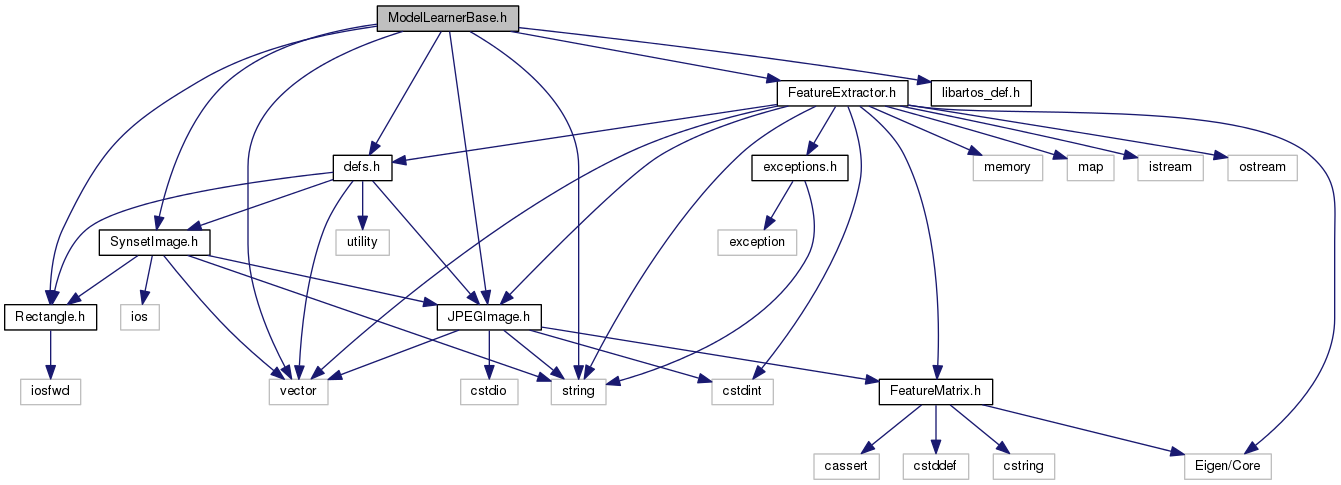 ModelLearnerBase.h
FeatureExtractor.h
libartos_def.h
defs.h
exceptions.h
memory
map
istream
ostream
SynsetImage.h
utility
exception
Rectangle.h
ios
JPEGImage.h
iosfwd
vector
cstdio
string
cstdint
FeatureMatrix.h
cassert
cstddef
cstring
Eigen/Core